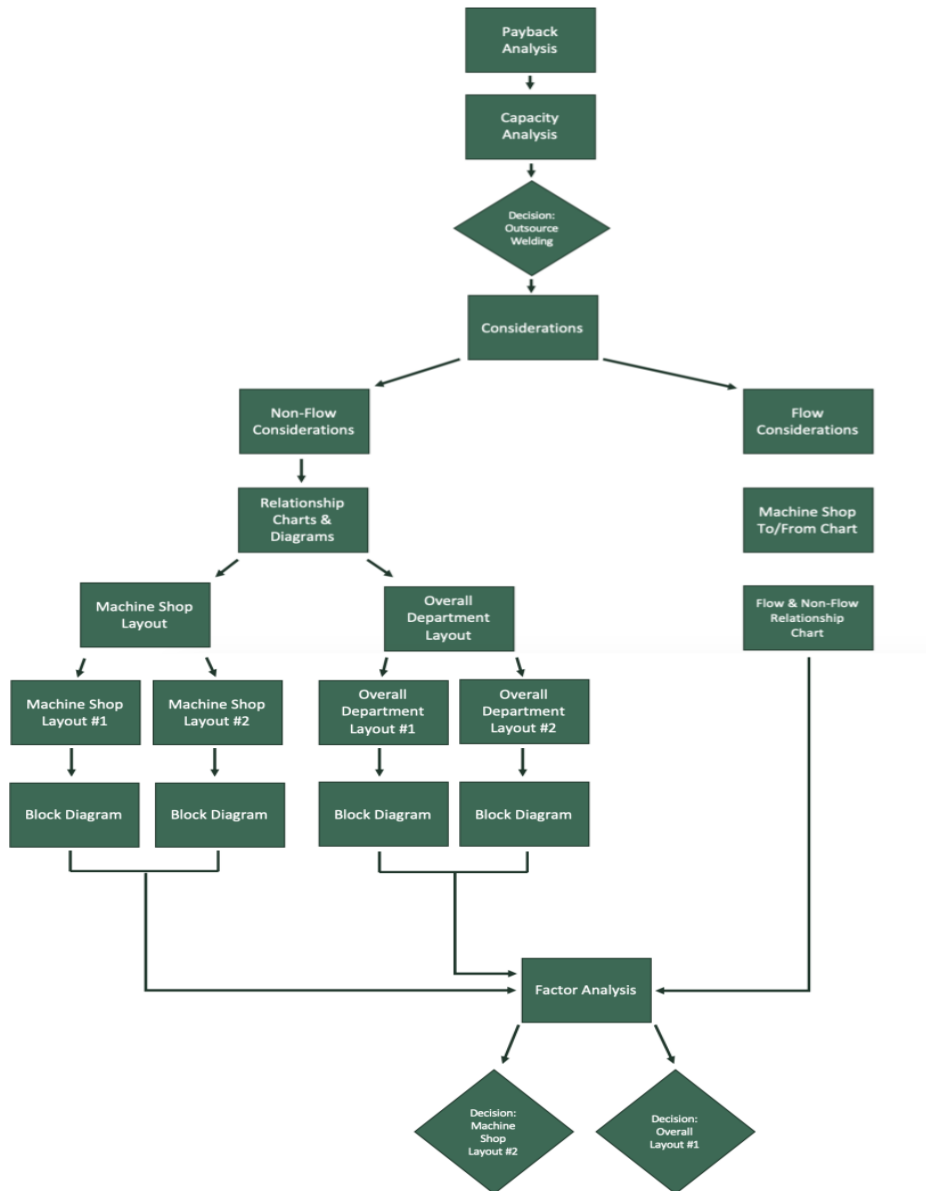 Payback
Analysis
Capacity
Analysis
Decision:
Outsource
Welding
Considerations
Non-Flow
Considerations
Flow
Considerations
Relationship
Charts &
Diagrams
Machine Shop
To/From Chart
Machine Shop
Layout
Overall
Department
Layout
Flow & Non-Flow
Relationship
Chart
Machine Shop
Layout #1
Machine Shop
Layout #2
Overall
Department
Layout #1
Overall
Department
Layout #2
Block Diagram
Block Diagram
Block Diagram
Block Diagram
Factor Analysis
Decision:
Machine
Shop
Layout #2
Decision:
Overall
Layout #1